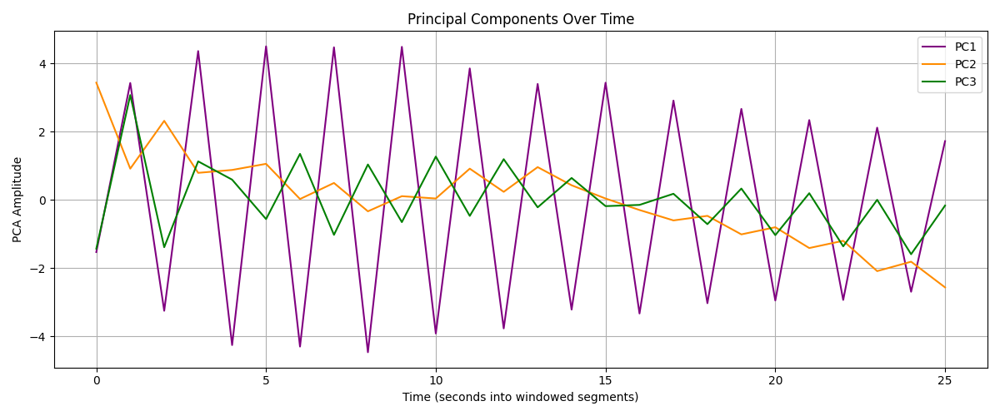 Principal Components Over Time
PC1
PC2
PC3
PCA Amplitude
4
2
0
−2
−4
0 5 10 15 20 25
Time (seconds into windowed segments)